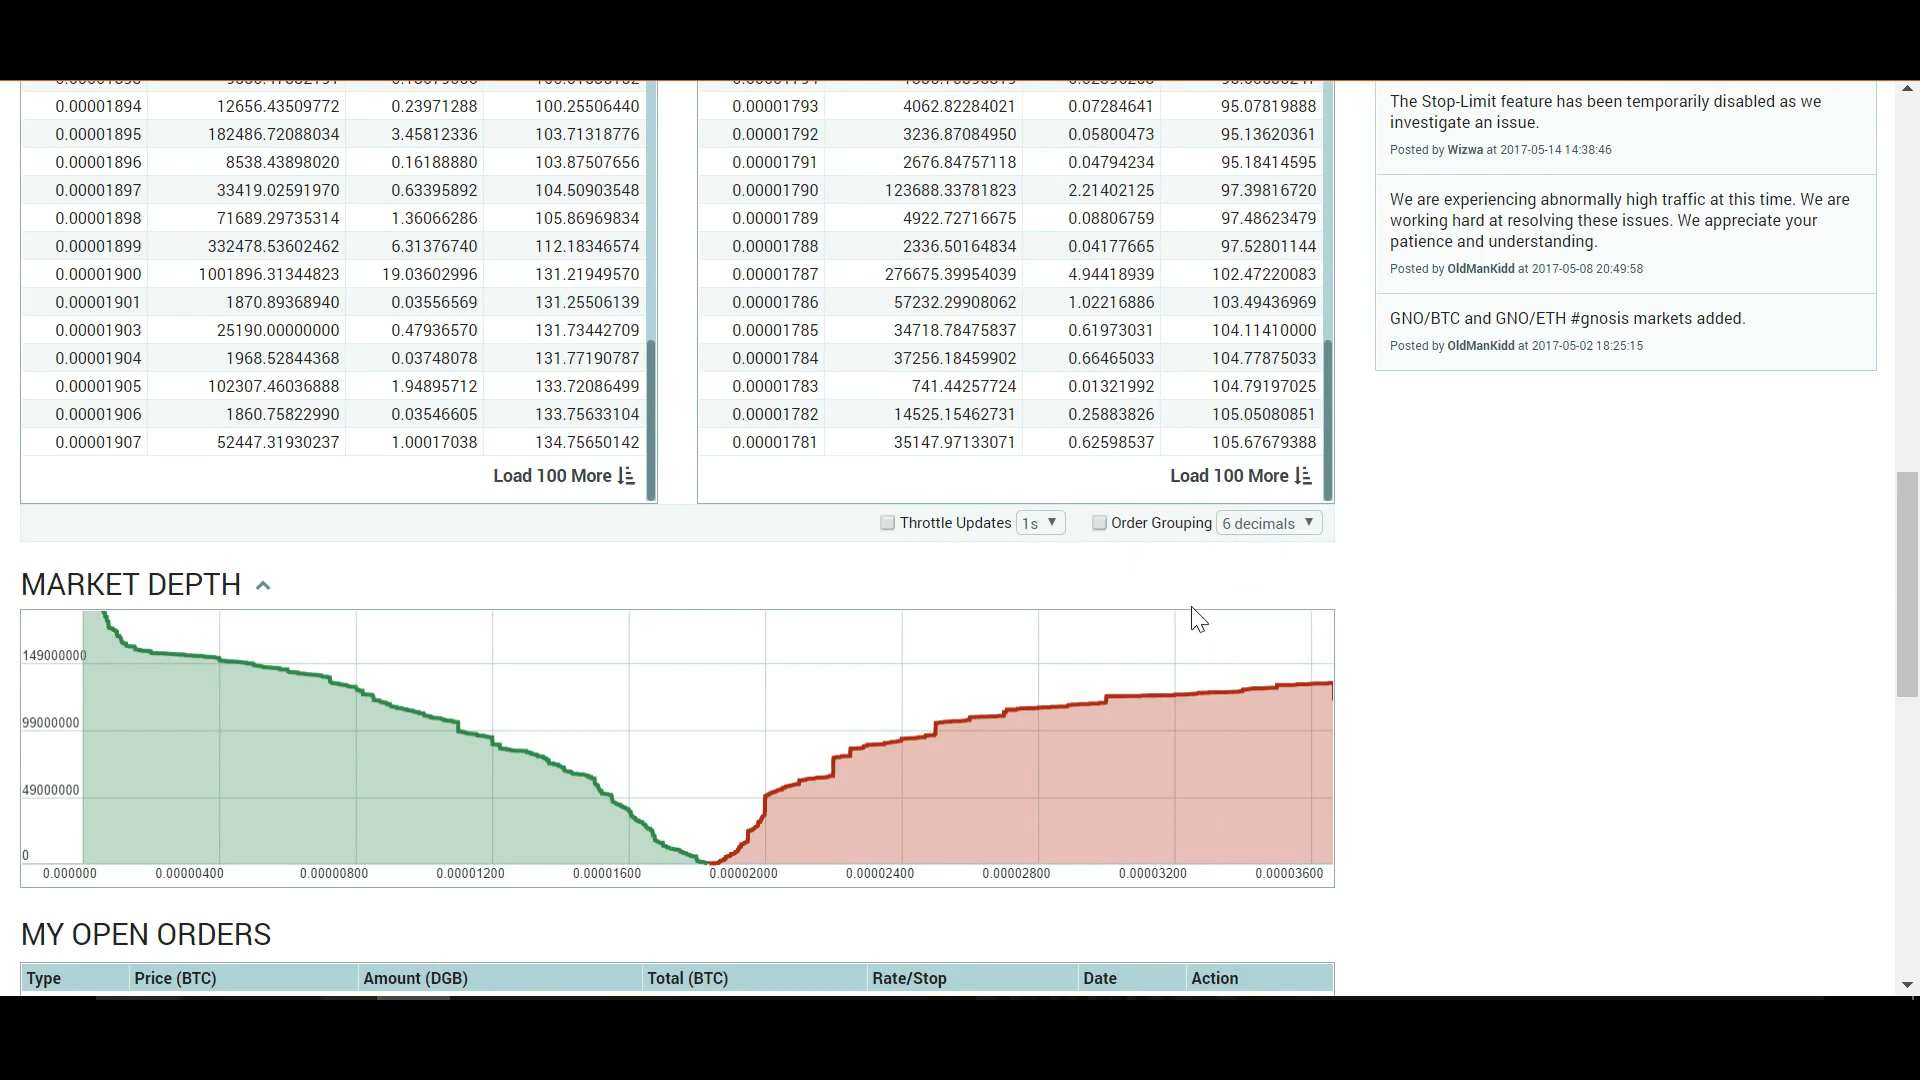 0.00001894 12656.43509772 0.23971288 100.25506440
0.00001895 182486.72088034 3.45812336 103.71318776
0.00001896 8538.43898020 0.16188880 103.87507656
0.00001897 33419.02591970 0.63395892 104.50903548
0.00001898 71689.29735314 1.36066286 105.86969834
0.00001899 332478.53602462 6.31376740 112.18346574
0.00001900 1001896.31344823 19.03602996 131.21949570
0.00001901 1870.89368940 0.03556569 131.25506139
0.00001903 25190.00000000 0.47936570 131.73442709
0.00001904 1968.52844368 0.03748078 131.77190787
0.00001905 102307.46036888 1.94895712 133.72086499
0.00001906 1860.75822990 0.03546605 133.75633104
0.00001907 52447.31930237 1.00017038 134.75650142
Load 100 More
0.00001793 4062.82284021 0.07284641 95.07819888
0.00001792 3236.87084950 0.05800473 95.13620361
0.00001791 2676.84757118 0.04794234 95.18414595
0.00001790 123688.33781823 2.21402125 97.39816720
0.00001789 4922.72716675 0.08806759 97.48623479
0.00001788 2336.50164834 0.04177665 97.52801144
0.00001787 276675.39954039 4.94418939 102.47220083
0.00001786 57232.29908062 1.02216886 103.49436969
0.00001785 34718.78475837 0.61973031 104.11410000
0.00001784 37256.18459902 0.66465033 104.77875033
0.00001783 741.44257724 0.01321992 104.79197025
0.00001782 14525.15462731 0.25883826 105.05080851
0.00001781 35147.97133071 0.62598537 105.67679388
Load 100 More
Throttle Updates 1s Order Grouping 6 decimals
The Stop-Limit feature has been temporarily disabled as we
investigate an issue.
Posted by Wizwa at 2017-05-14 14:38:46
We are experiencing abnormally high traffic at this time. We are
working hard at resolving these issues. We appreciate your
patience and understanding.
Posted by OldManKidd at 2017-05-08 20:49:58
GNO/BTC and GNO/ETH #gnosis markets added.
Posted by OldManKidd at 2017-05-02 18:25:15
MARKET DEPTH
149000000
99000000
49000000
0
0.000000 0.00000400 0.00000800 0.00001200 0.00001600 0.00002000 0.00002400 0.00002800 0.00003200 0.00003600
MY OPEN ORDERS
Type Price (BTC) Amount (DGB) Total (BTC) Rate/Stop Date Action